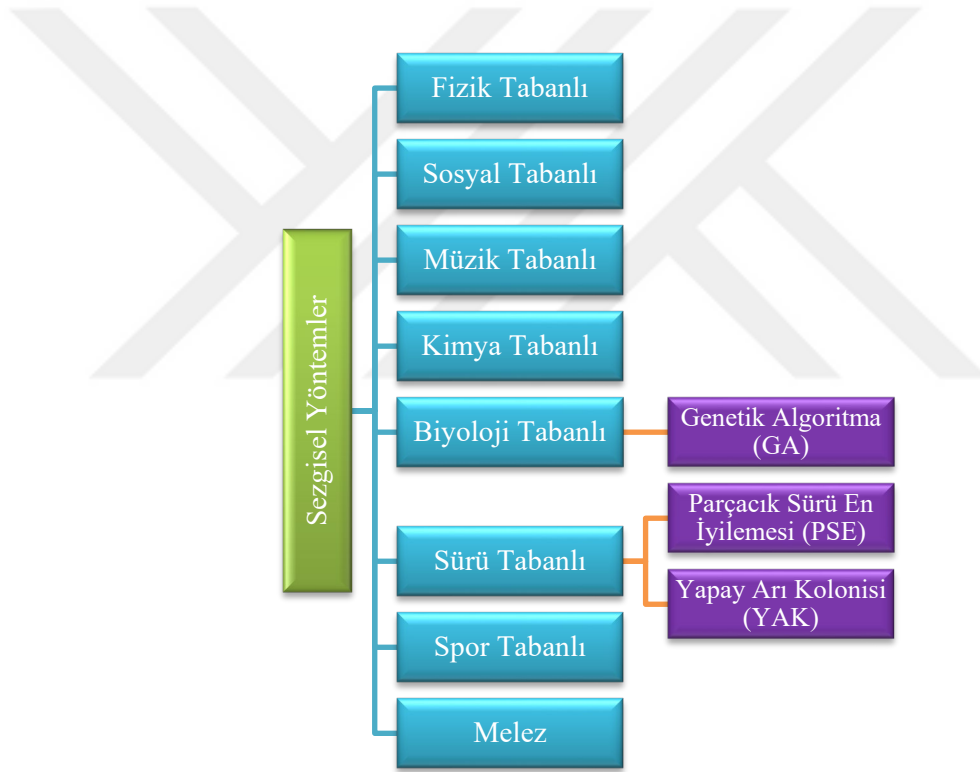 Sezgisel Yöntemler
Fizik Tabanlı
Sosyal Tabanlı
Müzik Tabanlı
Kimya Tabanlı
Biyoloji Tabanlı
Genetik Algoritma
(GA)
Sürü Tabanlı
Parçacık Sürü En
İyilemesi (PSE)
Yapay Arı Kolonisi
(YAK)
Spor Tabanlı
Melez